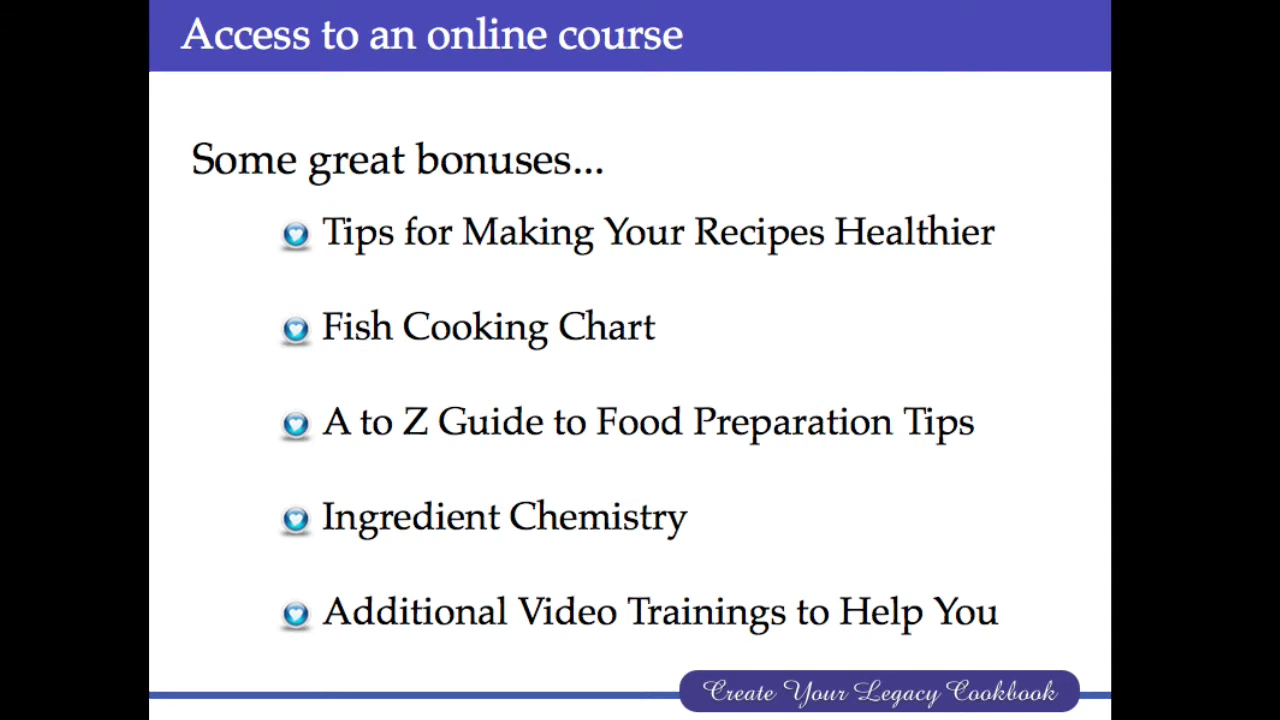 Access to an online course
Some great bonuses...
Tips for Making Your Recipes Healthier
Fish Cooking Chart
A to Z Guide to Food Preparation Tips
Ingredient Chemistry
Additional Video Trainings to Help You
Create Your Legacy Cookbook